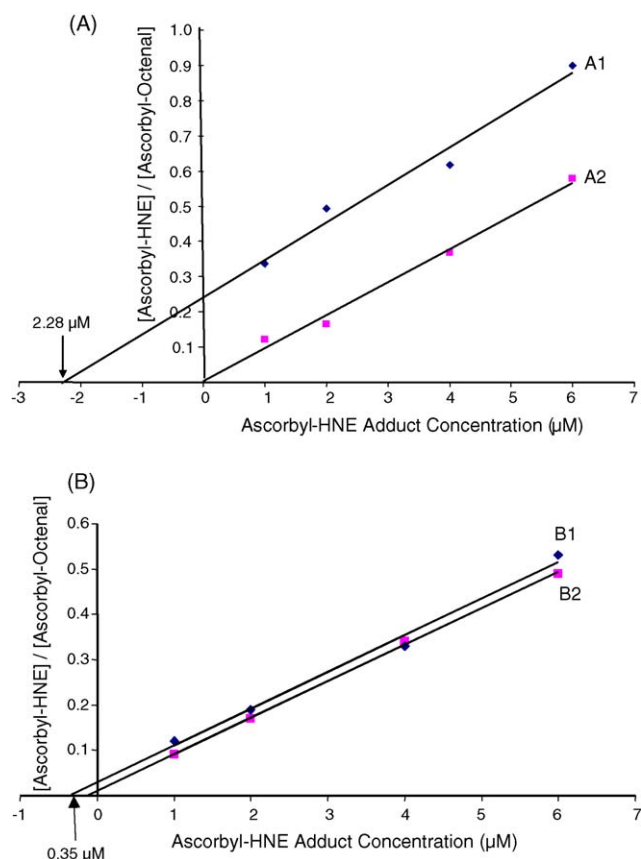 (A)
[Ascorbyl-HNE] / [Ascorbyl-Octenal]
1.0
0.9
0.8
0.7
0.6
0.5
0.4
0.3
0.2
0.1
A1
A2
2.28 µM
-3 -2 -1 0 1 2 3 4 5 6 7
Ascorbyl-HNE Adduct Concentration (µM)
(B)
[Ascorbyl-HNE] / [Ascorbyl-Octenal]
0.6
0.5
0.4
0.3
0.2
0.1
B1
B2
-1 0 1 2 3 4 5 6 7
0.35 µM
Ascorbyl-HNE Adduct Concentration (µM)